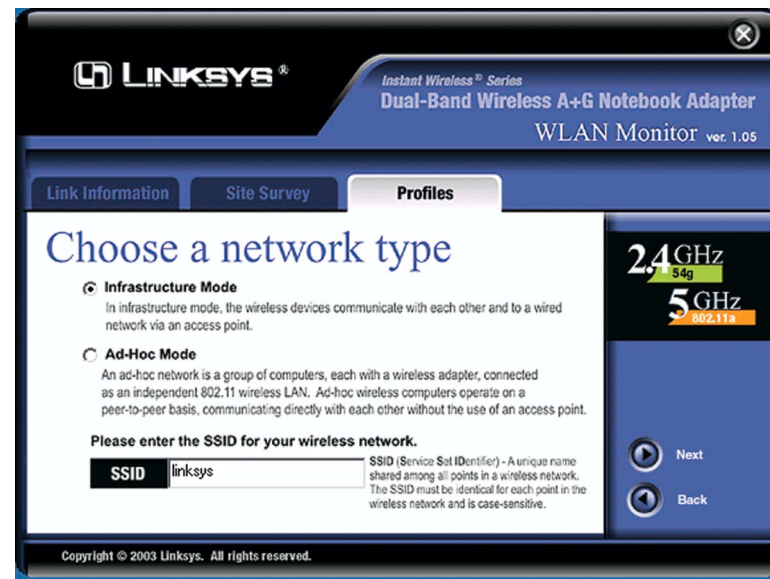 LINKSYS®
Instant Wireless® Series
Dual-Band Wireless A+G Notebook Adapter
WLAN Monitor ver. 1.05
Link Information
Site Survey
Profiles
Choose a network type
Infrastructure Mode
In infrastructure mode, the wireless devices communicate with each other and to a wired
network via an access point.
Ad-Hoc Mode
An ad-hoc network is a group of computers, each with a wireless adapter, connected
as an independent 802.11 wireless LAN. Ad-hoc wireless computers operate on a
peer-to-peer basis, communicating directly with each other without the use of an access point.
Please enter the SSID for your wireless network.
SSID
linksys
SSID (Service Set IDentifier) - A unique name
shared among all points in a wireless network.
The SSID must be identical for each point in the
wireless network and is case-sensitive.
2.4 GHz
54g
5 GHz
802.11a
Next
Back
Copyright © 2003 Linksys. All rights reserved.